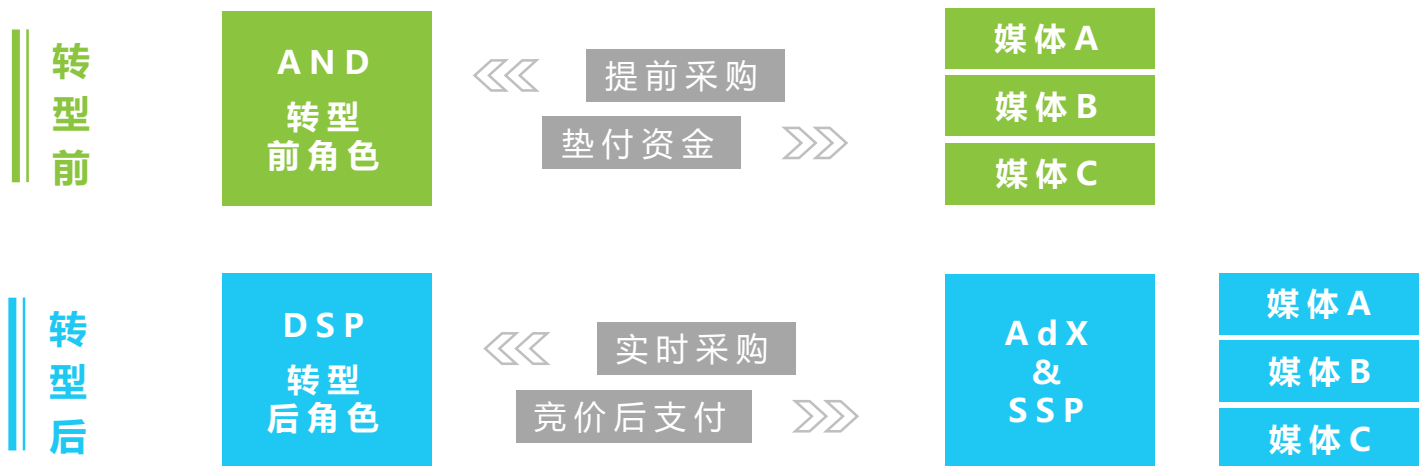 转型前
AND
转型
前角色
提前采购
垫付资金
媒体A
媒体B
媒体C
转型后
DSP
转型
后角色
实时采购
竞价后支付
AdX
&
SSP
媒体A
媒体B
媒体C